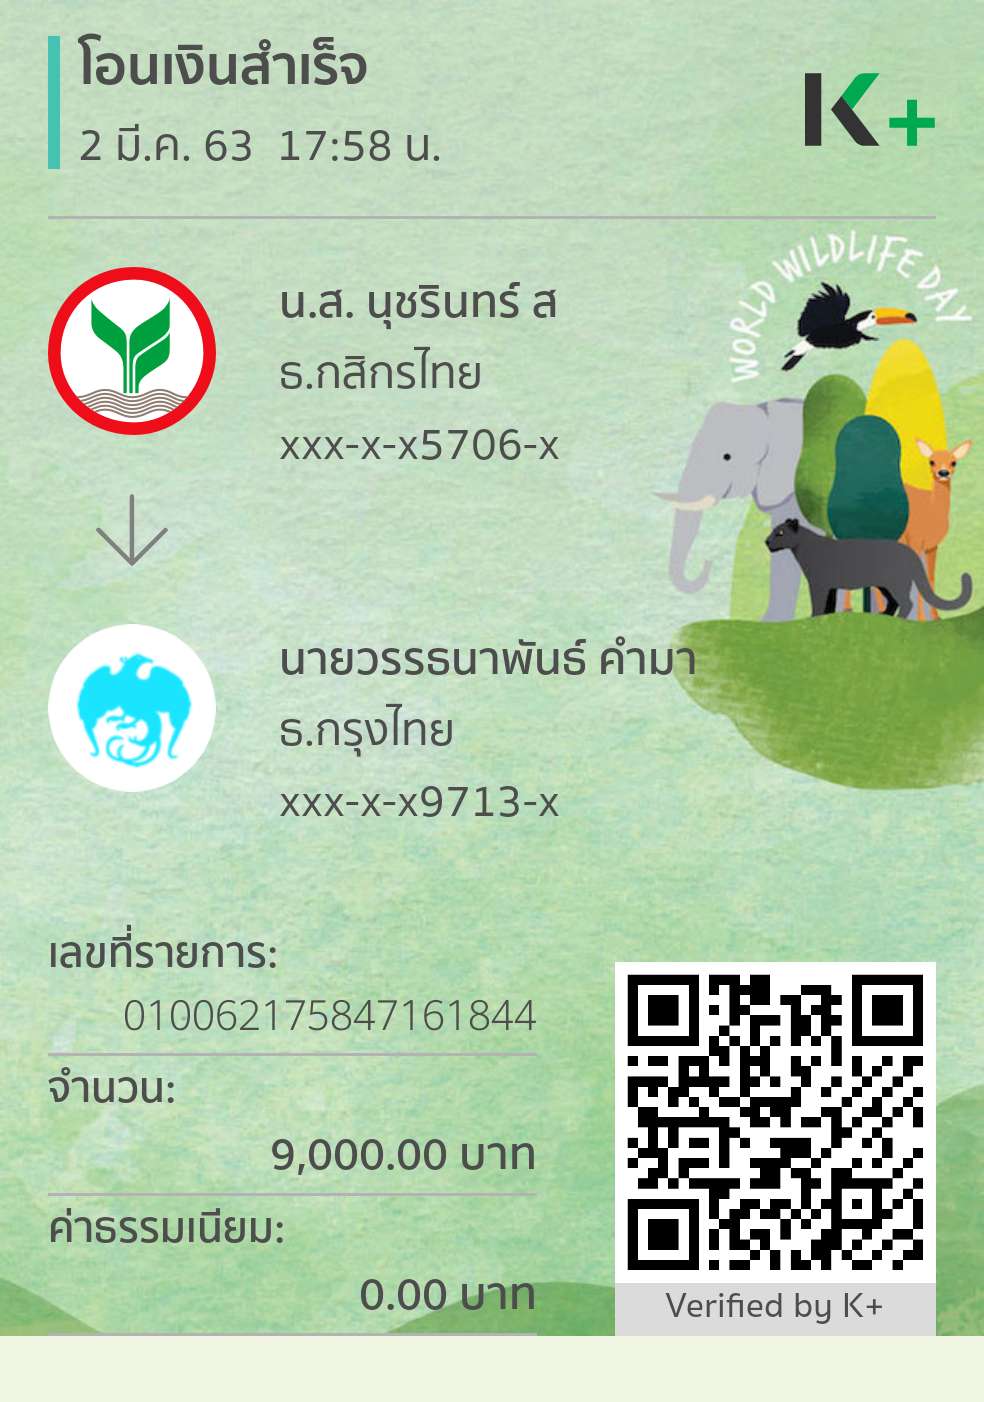 โอนเงินสำเร็จ
2 มี.ค. 63 17:58 น.
K+
WORLD WILDLIFE DAY
น.ส. นุชรินทร์ ส
ธ.กสิกรไทย
xxx-x-x5706-x
นายวรรธนาพันธ์ คำมา
ธ.กรุงไทย
xxx-x-x9713-x
เลขที่รายการ:
010062175847161844
จำนวน:
9,000.00 บาท
ค่าธรรมเนียม:
0.00 บาท
Verified by K+